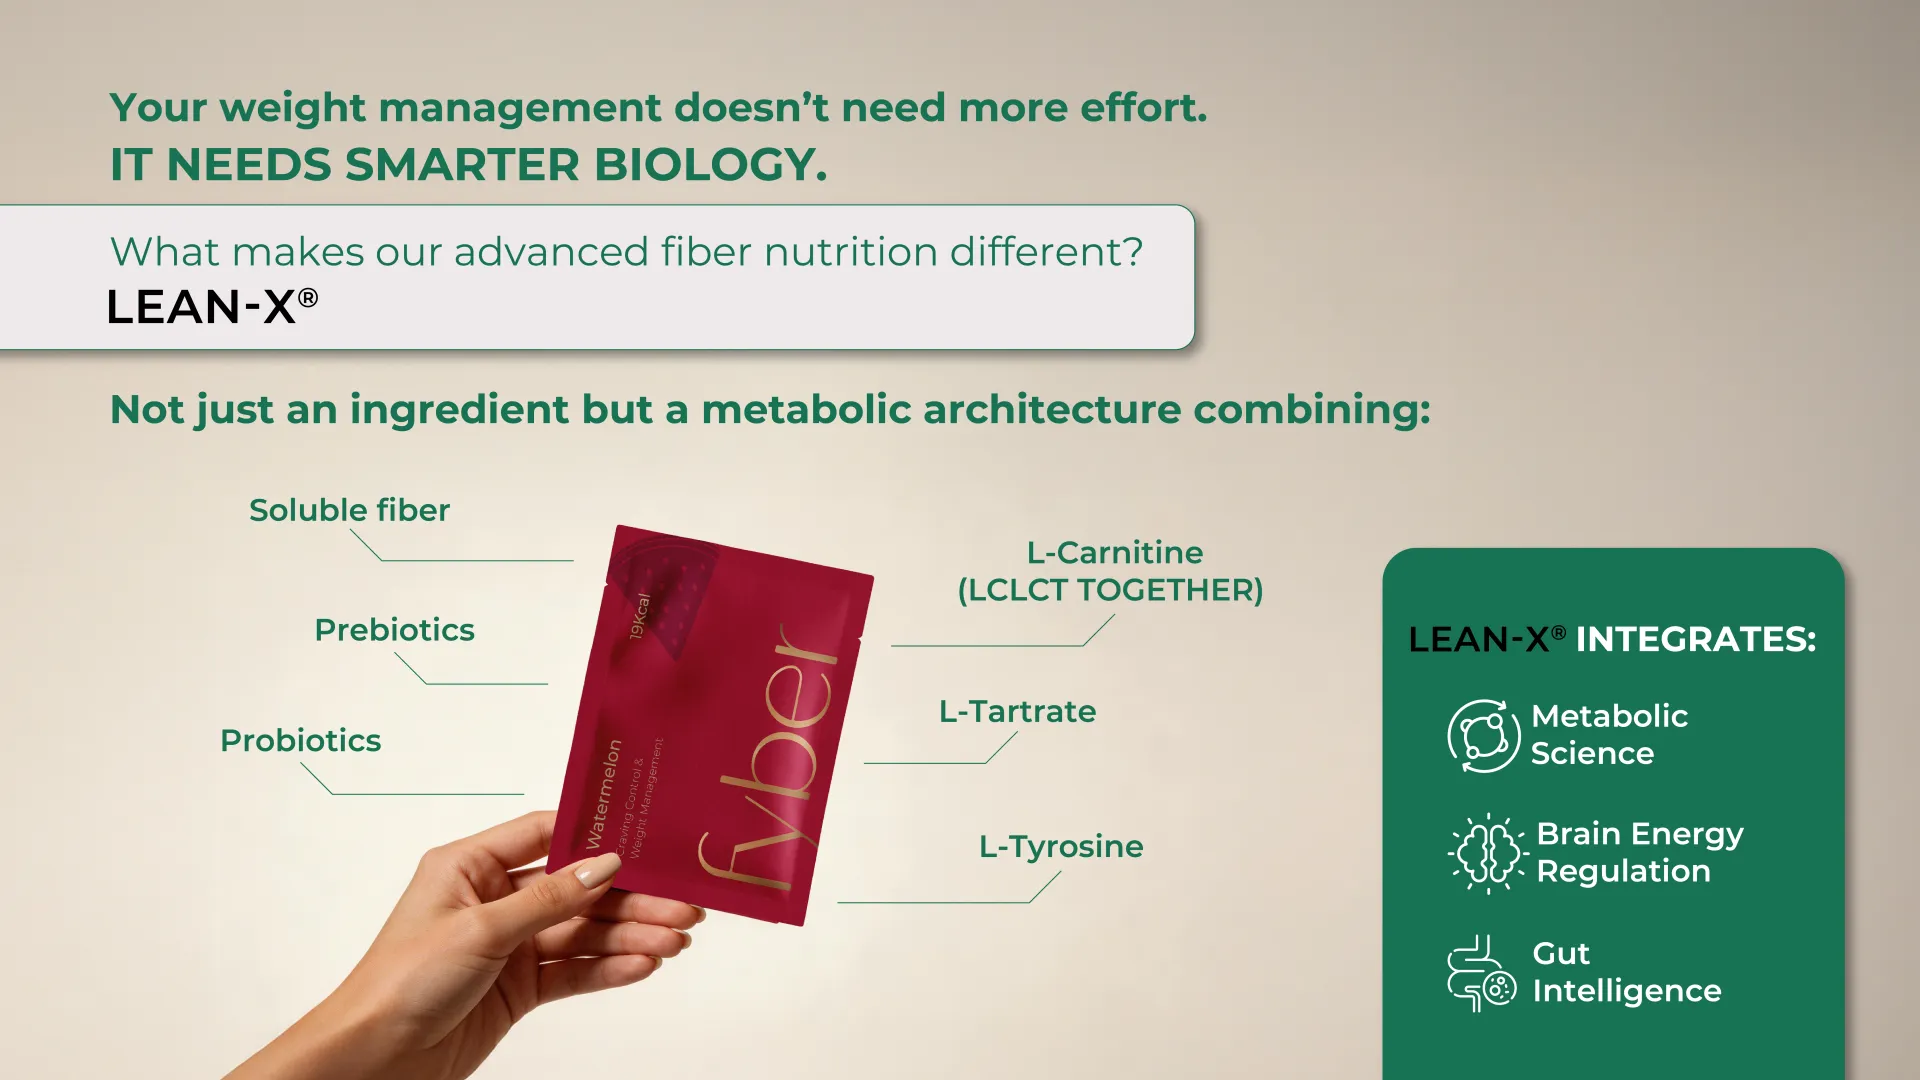 Your weight management doesn’t need more effort.
IT NEEDS SMARTER BIOLOGY.
What makes our advanced fiber nutrition different?
LEAN-X®
Not just an ingredient but a metabolic architecture combining:
Soluble fiber
Prebiotics
Probiotics
19Kcal
fyber
Watermelon
Craving Control &
Weight Management
L-Carnitine
(LCLCT TOGETHER)
L-Tartrate
L-Tyrosine
LEAN-X® INTEGRATES:
Metabolic
Science
Brain Energy
Regulation
Gut
Intelligence